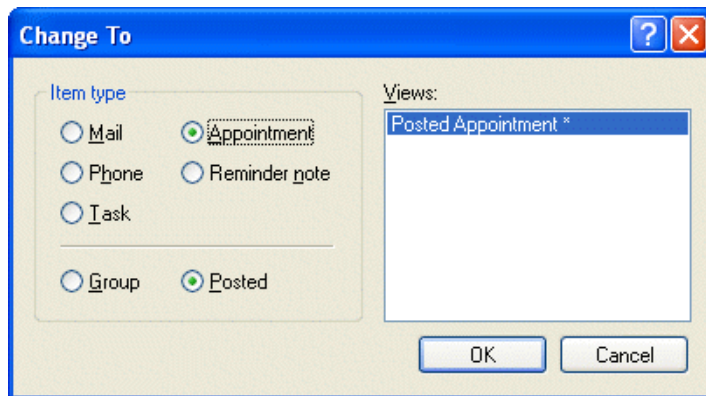 Change To
Item type
Mail
Appointment
Phone
Reminder note
Task
Group
Posted
Views:
Posted Appointment *
OK
Cancel